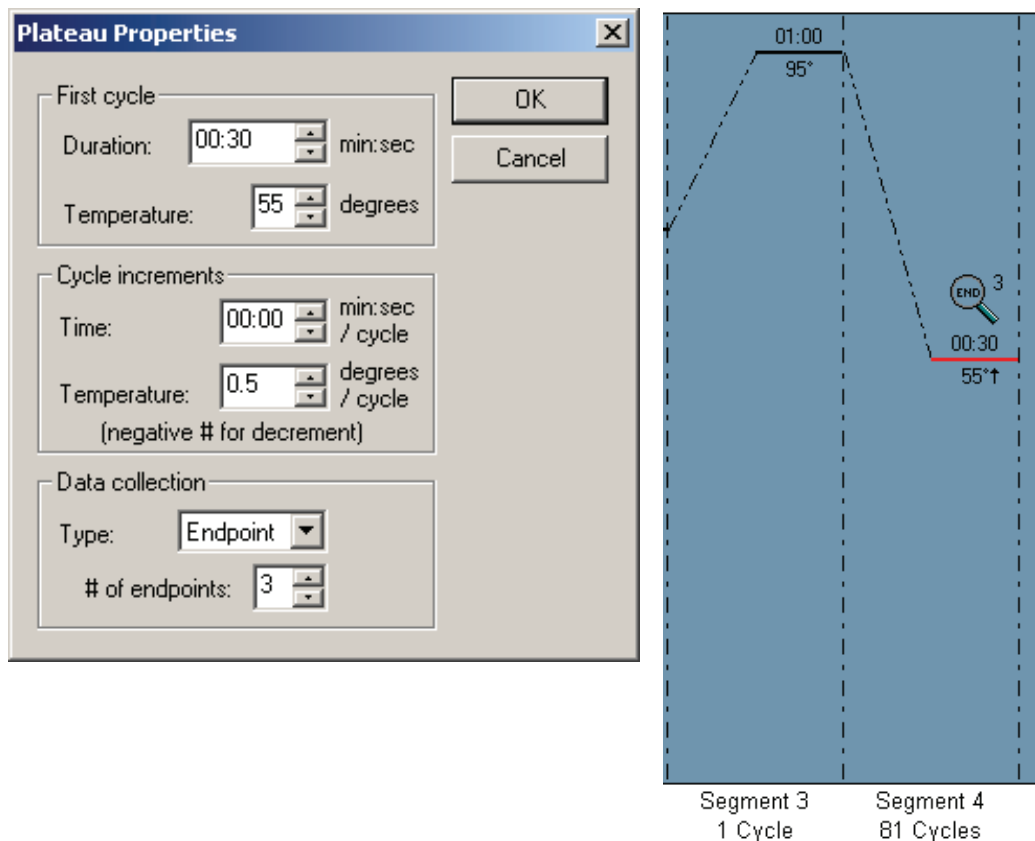 Plateau Properties
First cycle
Duration: 00:30 min:sec
Temperature: 55 degrees
OK
Cancel
Cycle increments
Time: 00:00 min:sec
/ cycle
Temperature: 0.5 degrees
/ cycle
(negative # for decrement)
Data collection
Type: Endpoint
# of endpoints: 3
01:00
95°
END 3
00:30
55°↑
Segment 3
1 Cycle
Segment 4
81 Cycles